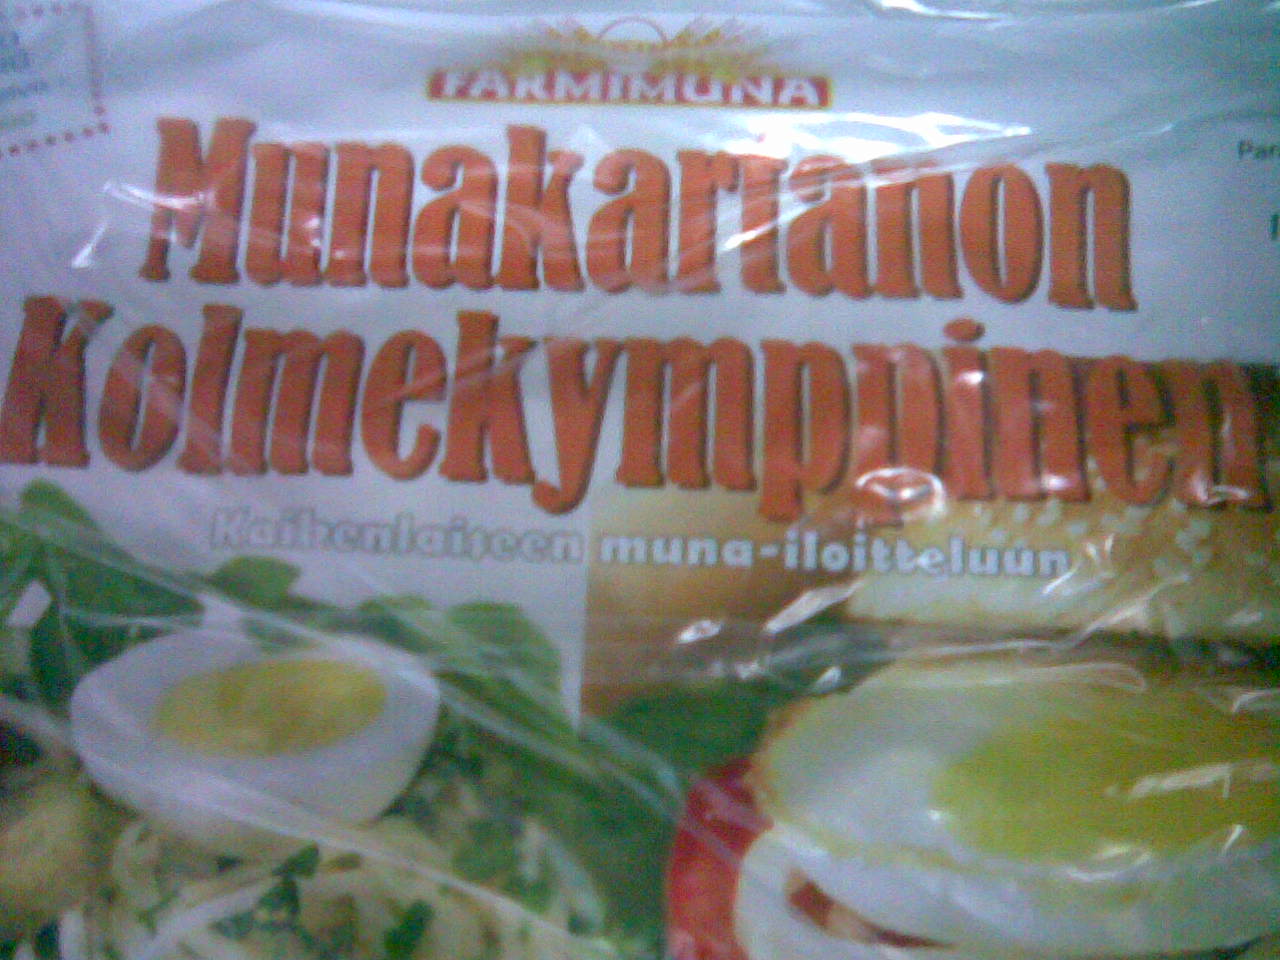 FARMIMUNA
Munakartanon
Kolmekymppinen
Kaikenlaiseen muna-iloitteluun